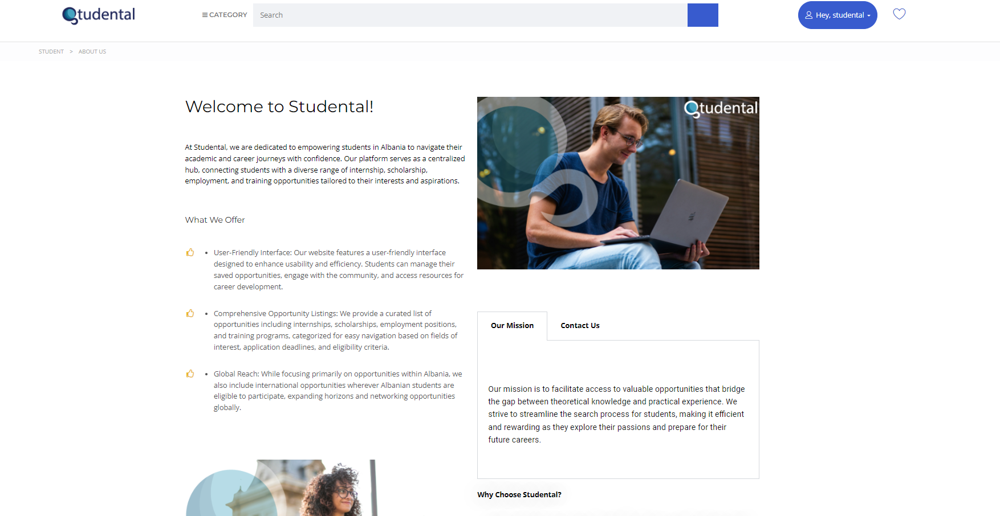 Studental
CATEGORY
Search
Hey, studental
STUDENT > ABOUT US
Welcome to Studental!
At Studental, we are dedicated to empowering students in Albania to navigate their
academic and career journeys with confidence. Our platform serves as a centralized
hub, connecting students with a diverse range of internship, scholarship,
employment, and training opportunities tailored to their interests and aspirations.
What We Offer
• User-Friendly Interface: Our website features a user-friendly interface
designed to enhance usability and efficiency. Students can manage their
saved opportunities, engage with the community, and access resources for
career development.
• Comprehensive Opportunity Listings: We provide a curated list of
opportunities including internships, scholarships, employment positions,
and training programs, categorized for easy navigation based on fields of
interest, application deadlines, and eligibility criteria.
• Global Reach: While focusing primarily on opportunities within Albania, we
also include international opportunities wherever Albanian students are
eligible to participate, expanding horizons and networking opportunities
globally.
Studental
Our Mission
Contact Us
Our mission is to facilitate access to valuable opportunities that bridge
the gap between theoretical knowledge and practical experience. We
strive to streamline the search process for students, making it efficient
and rewarding as they explore their passions and prepare for their
future careers.
Why Choose Studental?